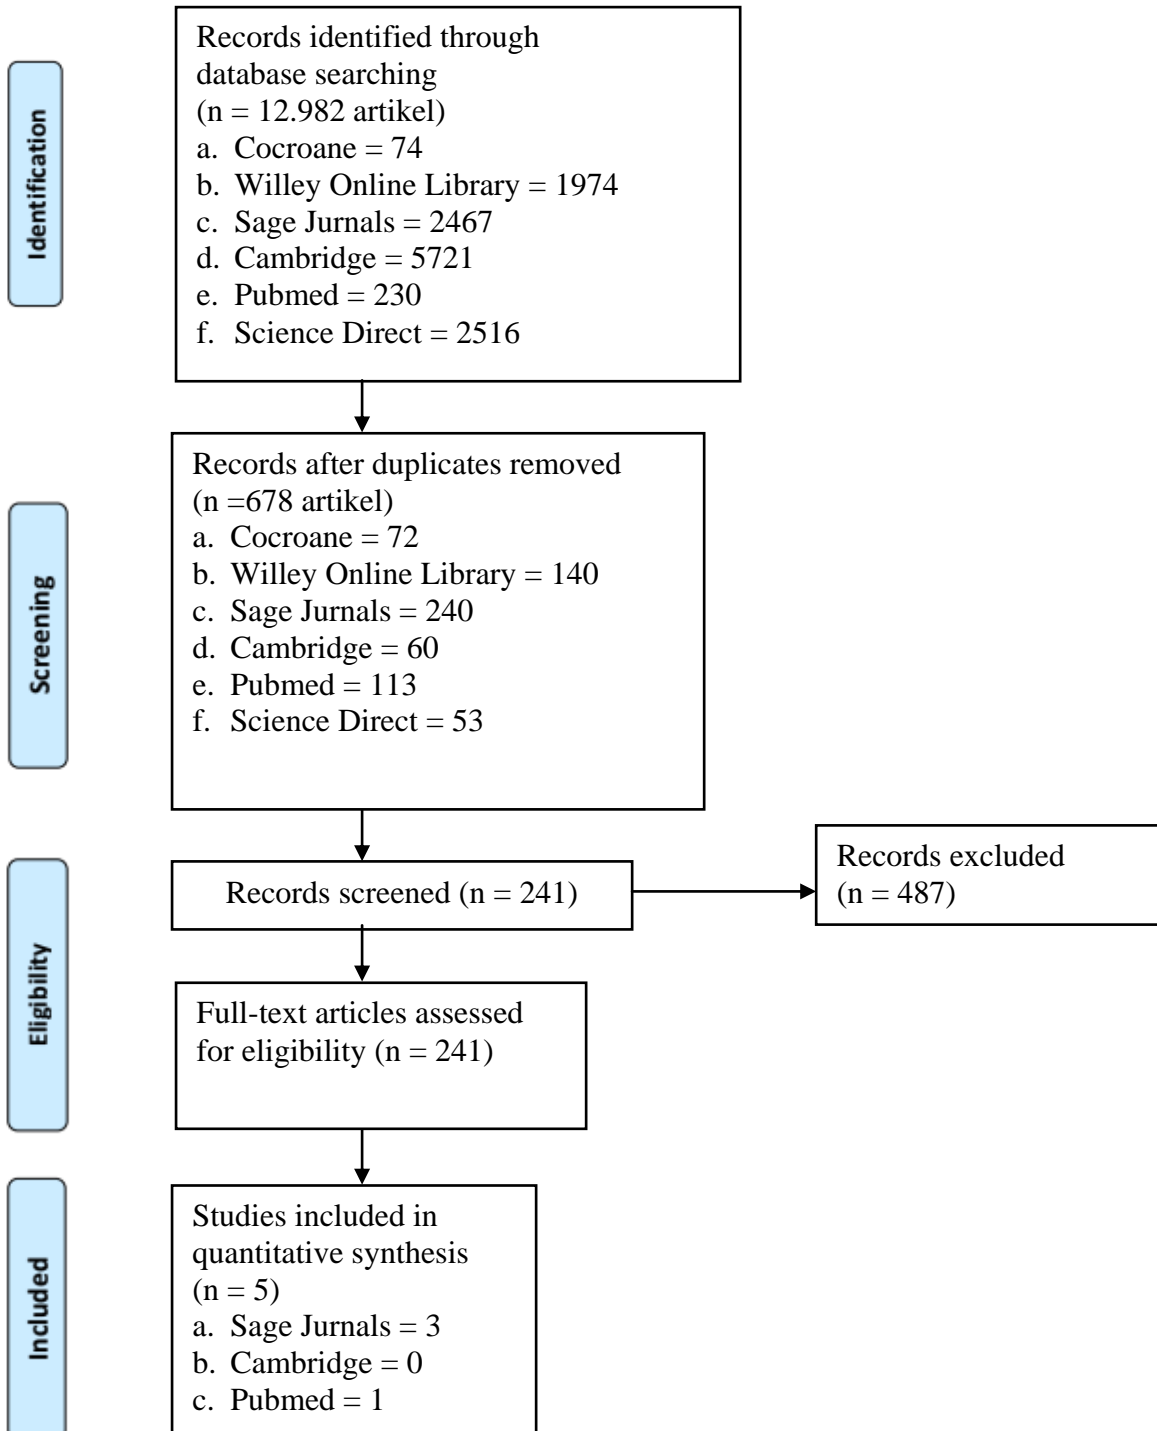 Identification
Records identified through
database searching
(n = 12.982 artikel)
a. Cocroane = 74
b. Willey Online Library = 1974
c. Sage Jurnals = 2467
d. Cambridge = 5721
e. Pubmed = 230
f. Science Direct = 2516
Screening
Records after duplicates removed
(n =678 artikel)
a. Cocroane = 72
b. Willey Online Library = 140
c. Sage Jurnals = 240
d. Cambridge = 60
e. Pubmed = 113
f. Science Direct = 53
Eligibility
Records screened (n = 241)
Records excluded
(n = 487)
Full-text articles assessed
for eligibility (n = 241)
Included
Studies included in
quantitative synthesis
(n = 5)
a. Sage Jurnals = 3
b. Cambridge = 0
c. Pubmed = 1